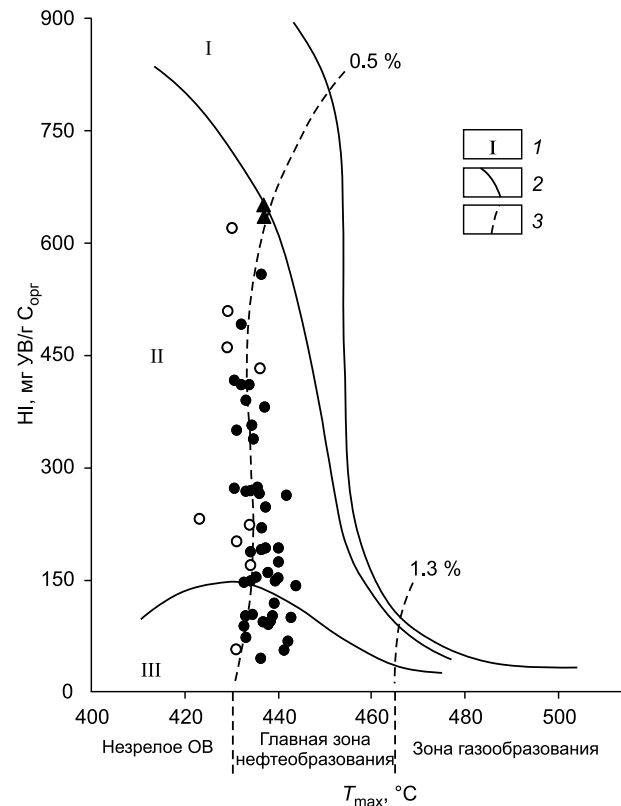 900
I
0.5 %
750
I 1
2
3
600
HI, мг УВ/г Cорг
II
450
300
150
1.3 %
III
0
400 420 440 460 480 500
Незрелое ОВ
Главная зона
нефтеобразования
Зона газообразования
Tmax, °C